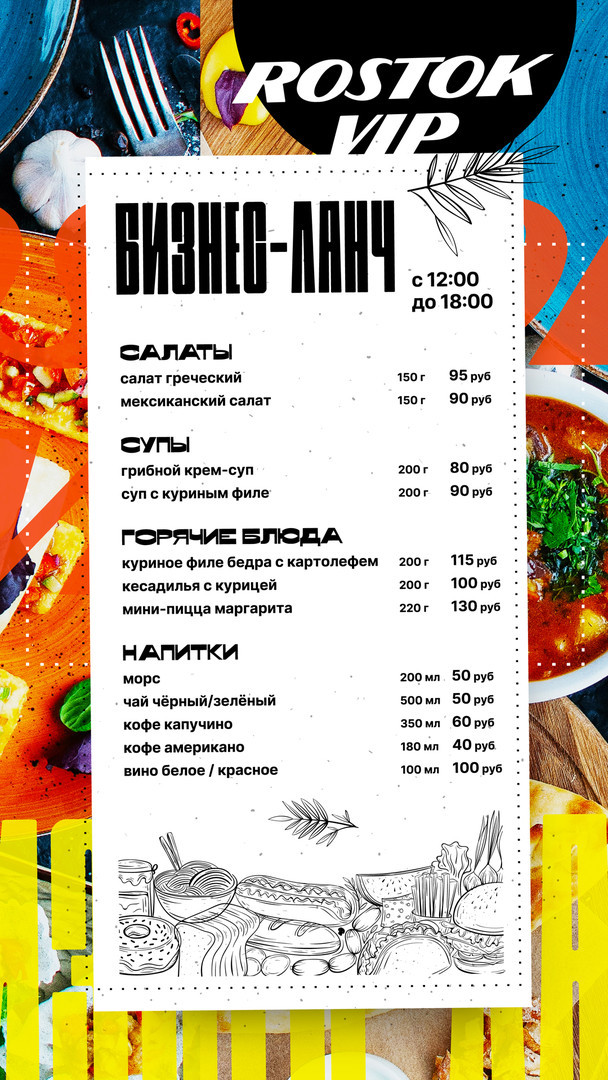 ROSTOK
VIP
БИЗНЕС-ЛАНЧ
с 12:00
до 18:00
САЛАТЫ
салат греческий 150 г 95 руб
мексиканский салат 150 г 90 руб
СУПЫ
грибной крем-суп 200 г 80 руб
суп с куриным филе 200 г 90 руб
ГОРЯЧИЕ БЛЮДА
куриное филе бедра с картолефем 200 г 115 руб
кесадилья с курицей 200 г 100 руб
мини-пицца маргарита 220 г 130 руб
НАПИТКИ
морс 200 мл 50 руб
чай чёрный/зелёный 500 мл 50 руб
кофе капучино 350 мл 60 руб
кофе американо 180 мл 40 руб
вино белое / красное 100 мл 100 руб